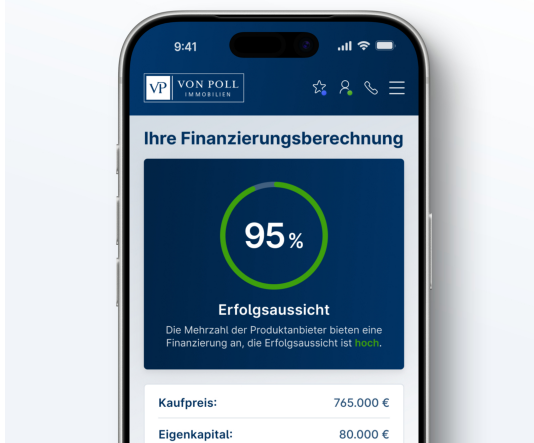 9:41
VP VON POLL
IMMOBILIEN
Ihre Finanzierungsberechnung
95%
Erfolgsaussicht
Die Mehrzahl der Produktanbieter bieten eine
Finanzierung an, die Erfolgsaussicht ist hoch.
Kaufpreis: 765.000 €
Eigenkapital: 80.000 €